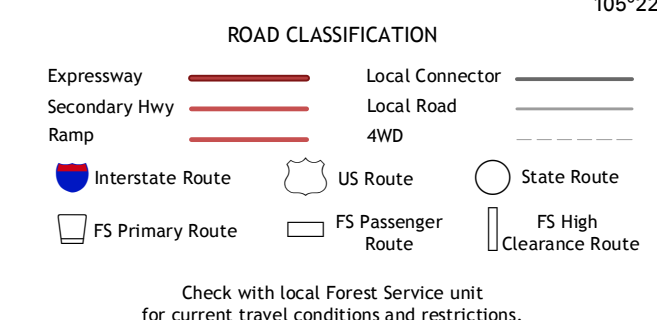 105°22
ROAD CLASSIFICATION
Expressway
Local Connector
Secondary Hwy
Local Road
Ramp
4WD
Interstate Route
US Route
State Route
FS Primary Route
FS Passenger
Route
FS High
Clearance Route
Check with local Forest Service unit
for current travel conditions and restrictions.